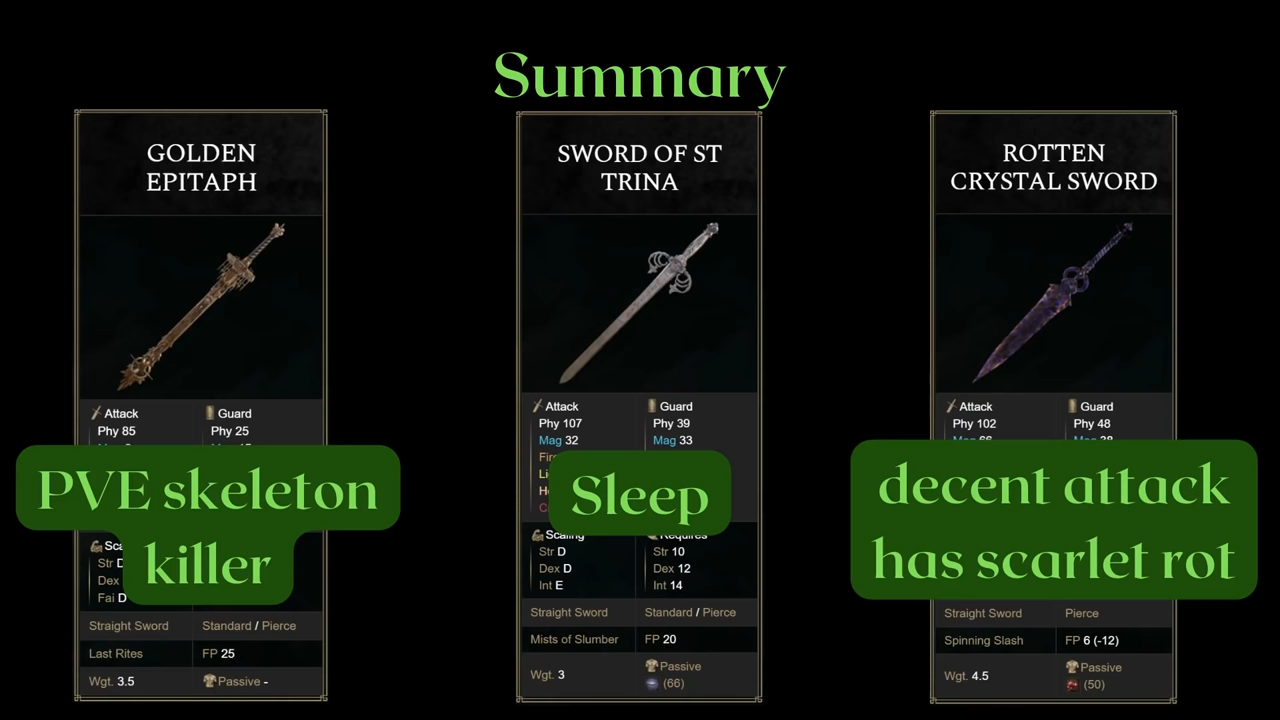 Summary
GOLDEN
EPITAPH
Attack
Guard
Phy 85
Phy 25
PVE skeleton
killer
Str D
Dex
Fai D
Straight Sword
Standard / Pierce
Last Rites
FP 25
Wgt. 3.5
Passive -
SWORD OF ST
TRINA
Attack
Guard
Phy 107
Phy 39
Mag 32
Mag 33
Sleep
Scaling
Requires
Str D
Str 10
Dex D
Dex 12
Int E
Int 14
Straight Sword
Standard / Pierce
Mists of Slumber
FP 20
Wgt. 3
Passive
(66)
ROTTEN
CRYSTAL SWORD
Attack
Guard
Phy 102
Phy 48
decent attack
has scarlet rot
Straight Sword
Pierce
Spinning Slash
FP 6 (-12)
Wgt. 4.5
Passive
(50)